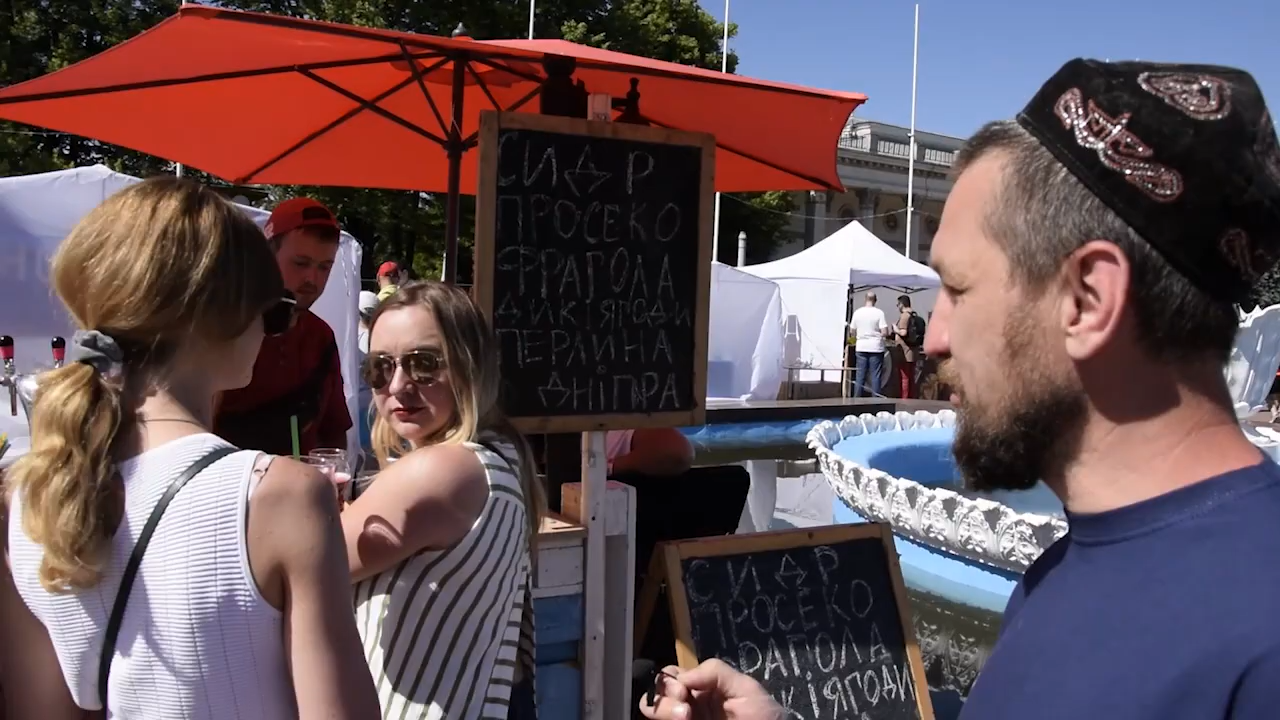 СИДР
ПРОСЕКО
ФРАГОЛА
ДИКІ ЯГОДИ
ПЕРЛИНА
ДНІПРА
СИДР
ПРОСЕКО
ФРАГОЛА
ДИКІ ЯГОДИ